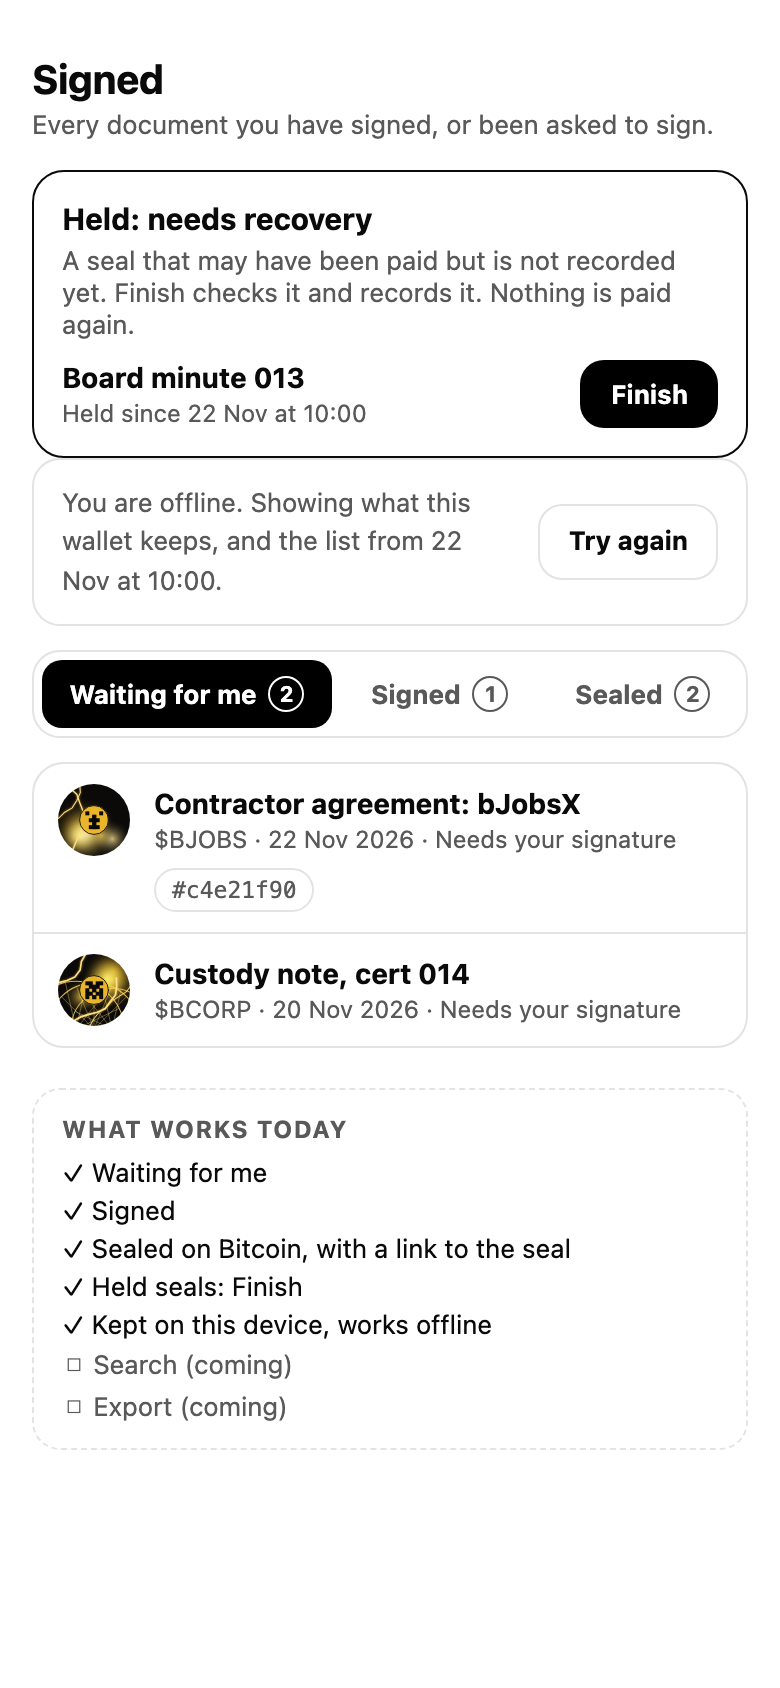 Signed
Every document you have signed, or been asked to sign.
Held: needs recovery
A seal that may have been paid but is not recorded
yet. Finish checks it and records it. Nothing is paid
again.
Board minute 013
Held since 22 Nov at 10:00
Finish
You are offline. Showing what this
wallet keeps, and the list from 22
Nov at 10:00.
Try again
Waiting for me 2
Signed 1
Sealed 2
Contractor agreement: bJobsX
$BJOBS · 22 Nov 2026 · Needs your signature
#c4e21f90
Custody note, cert 014
$BCORP · 20 Nov 2026 · Needs your signature
WHAT WORKS TODAY
✓ Waiting for me
✓ Signed
✓ Sealed on Bitcoin, with a link to the seal
✓ Held seals: Finish
✓ Kept on this device, works offline
□ Search (coming)
□ Export (coming)